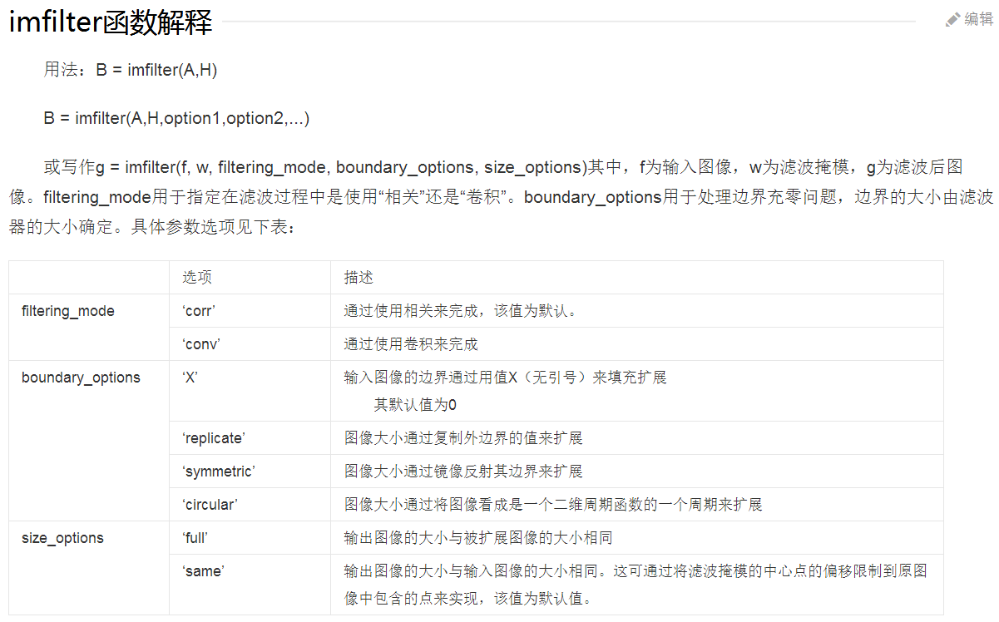 imfilter函数解释
编辑
用法：B = imfilter(A,H)
B = imfilter(A,H,option1,option2,...)
或写作g = imfilter(f, w, filtering_mode, boundary_options, size_options)其中，f为输入图像，w为滤波掩模，g为滤波后图
像。filtering_mode用于指定在滤波过程中是使用“相关”还是“卷积”。boundary_options用于处理边界充零问题，边界的大小由滤波
器的大小确定。具体参数选项见下表：
选项 描述
filtering_mode ‘corr’ 通过使用相关来完成，该值为默认。
‘conv’ 通过使用卷积来完成
boundary_options ‘X’ 输入图像的边界通过用值X（无引号）来填充扩展
其默认值为0
‘replicate’ 图像大小通过复制外边界的值来扩展
‘symmetric’ 图像大小通过镜像反射其边界来扩展
‘circular’ 图像大小通过将图像看成是一个二维周期函数的一个周期来扩展
size_options ‘full’ 输出图像的大小与被扩展图像的大小相同
‘same’ 输出图像的大小与输入图像的大小相同。这可通过将滤波掩模的中心点的偏移限制到原图
像中包含的点来实现，该值为默认值。